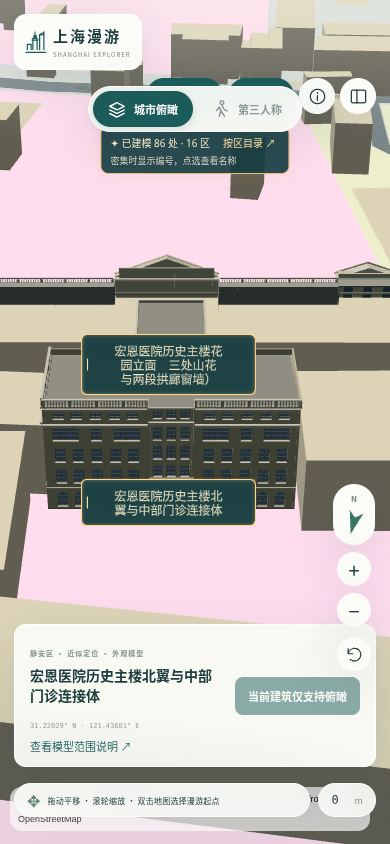 上海漫游
SHANGHAI EXPLORER
城市俯瞰
第三人称
✦ 已建模 86 处 · 16 区 按区目录 ↗
密集时显示编号，点选查看名称
宏恩医院历史主楼花
园立面 三处山花
与两段拱廊窗墙）
宏恩医院历史主楼北
翼与中部门诊连接体
N
+
−
静安区 · 近似定位 · 外观模型
宏恩医院历史主楼北翼与中部
门诊连接体
当前建筑仅支持俯瞰
31.22029° N · 121.43681° E
查看模型范围说明 ↗
拖动平移 · 滚轮缩放 · 双击地图选择漫游起点
0 m
OpenStreetMap